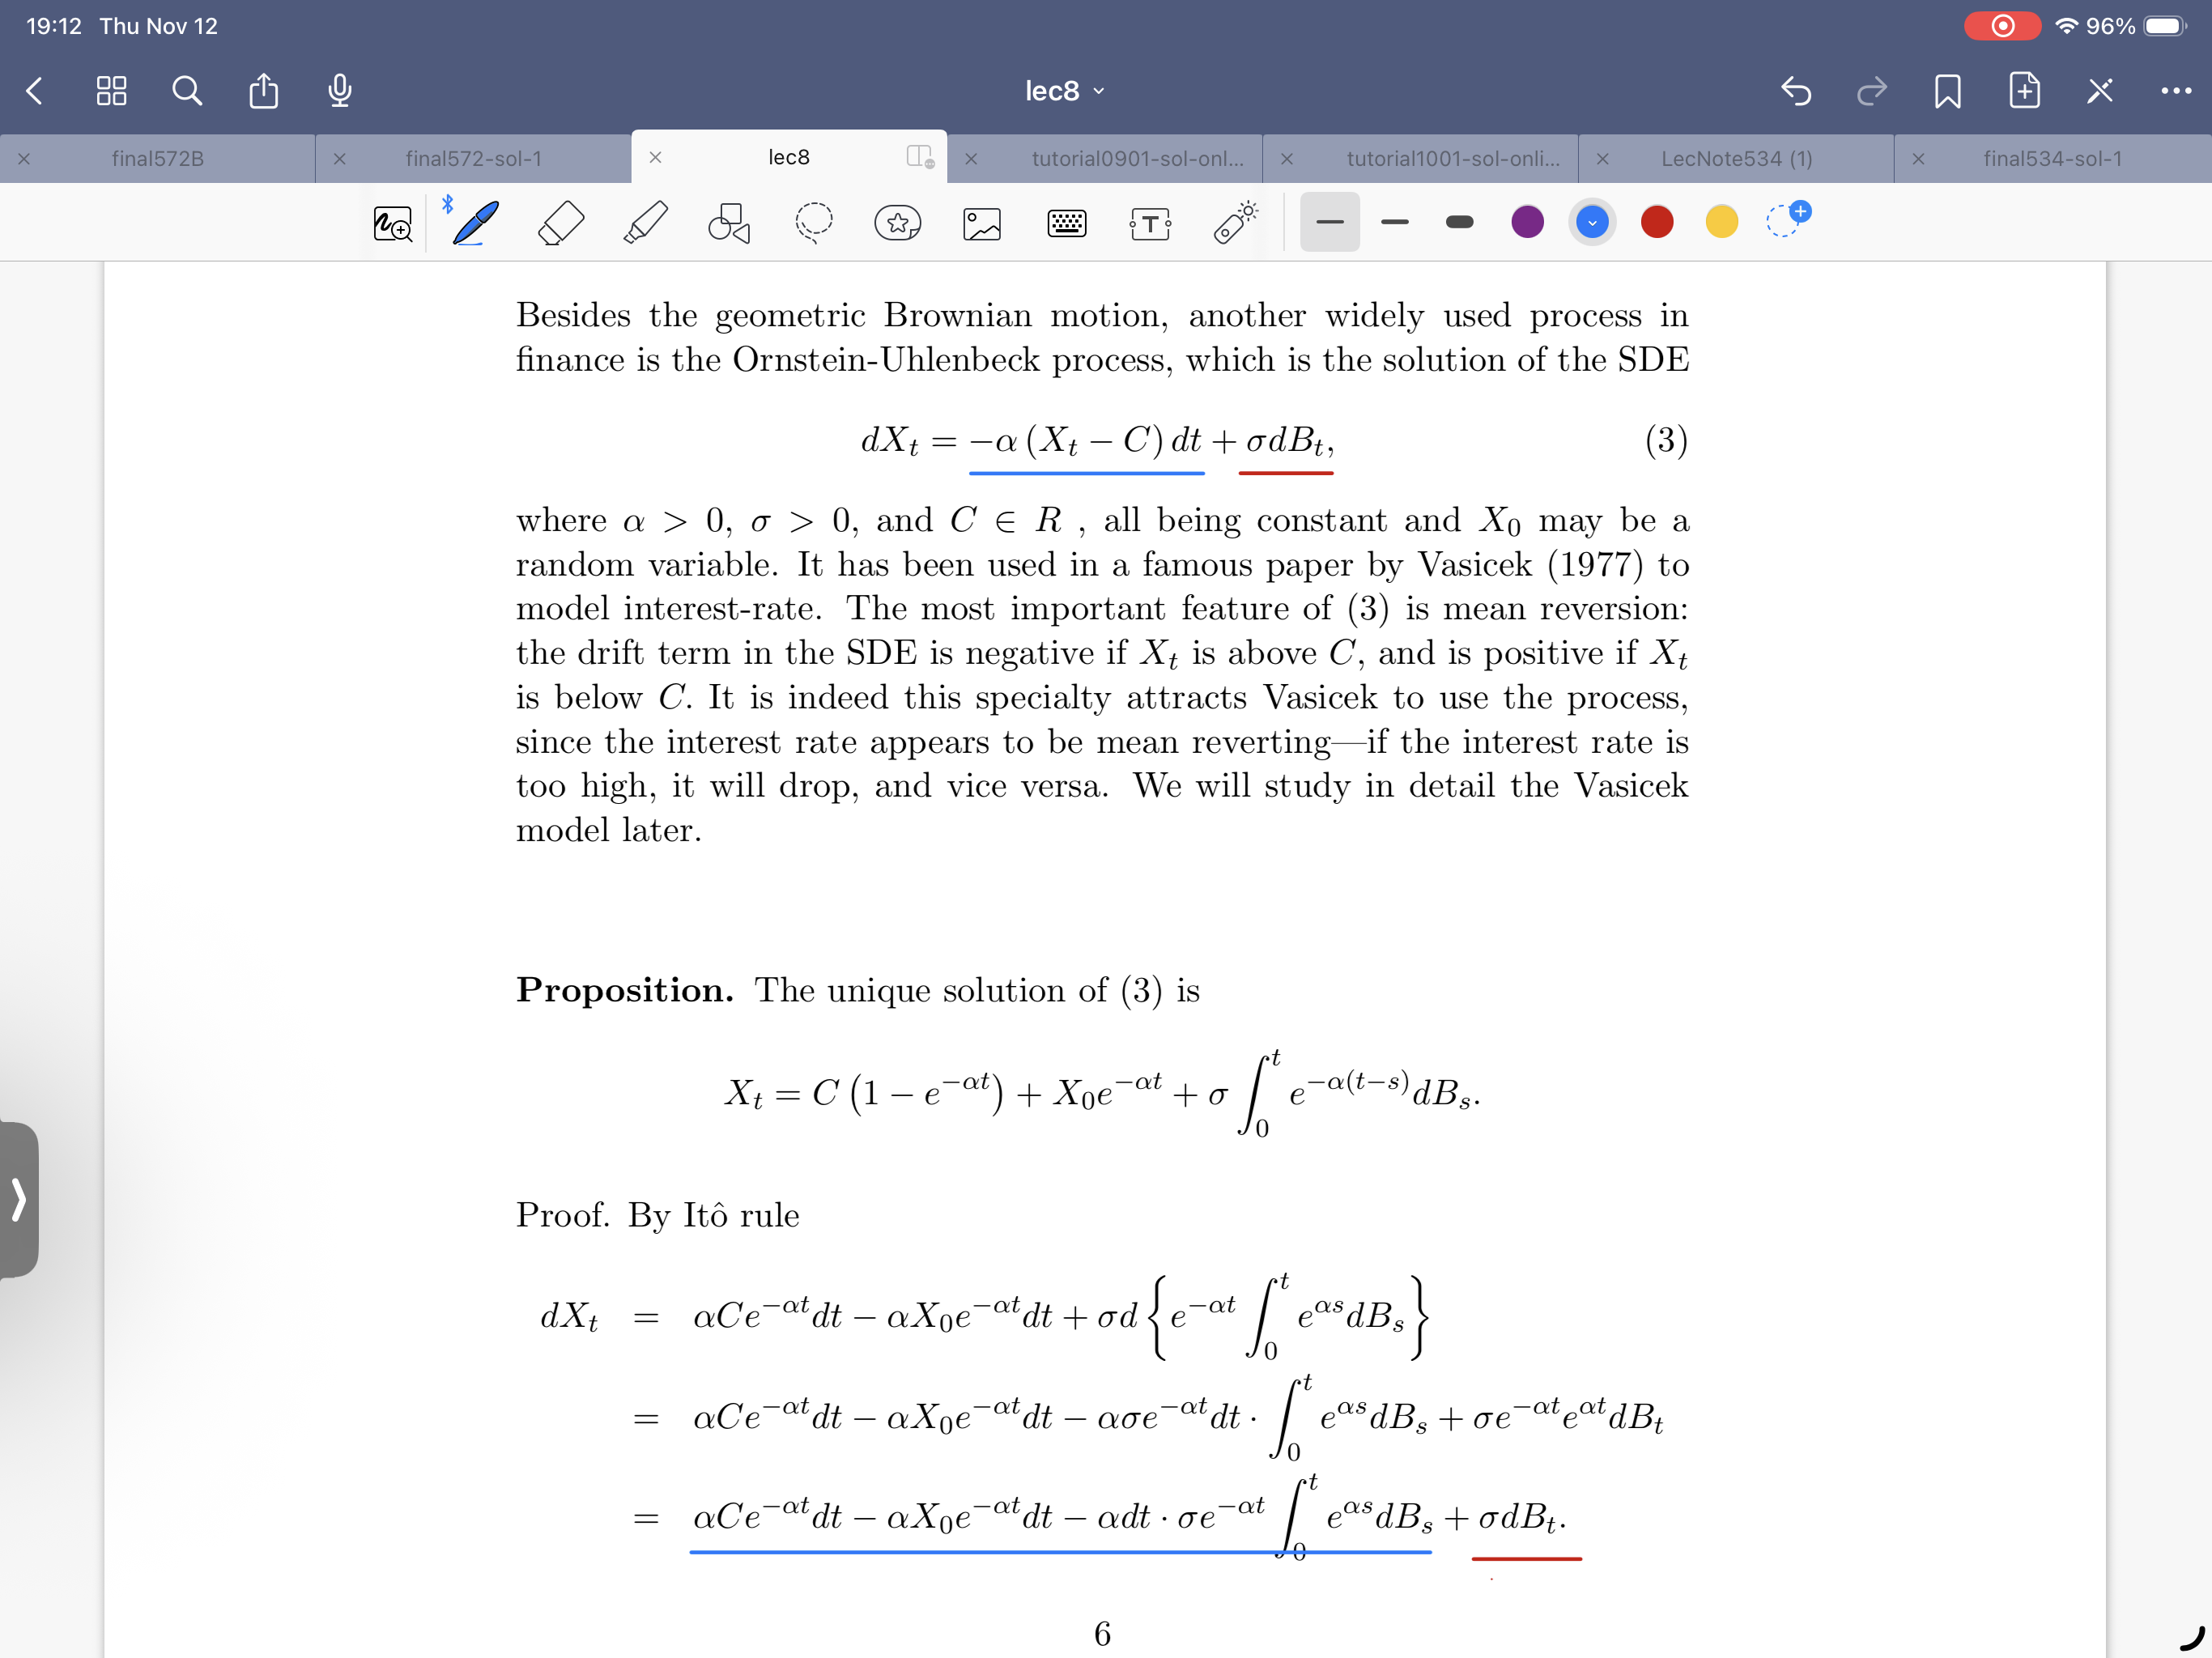 19:12 Thu Nov 12
96%
lec8
final572B
final572-sol-1
lec8
tutorial0901-sol-onl...
tutorial1001-sol-onli...
LecNote534 (1)
final534-sol-1
T
Besides the geometric Brownian motion, another widely used process in
finance is the Ornstein-Uhlenbeck process, which is the solution of the SDE
dX_t = −α (X_t − C) dt + σdB_t, (3)
where α > 0, σ > 0, and C ∈ R , all being constant and X_0 may be a
random variable. It has been used in a famous paper by Vasicek (1977) to
model interest-rate. The most important feature of (3) is mean reversion:
the drift term in the SDE is negative if X_t is above C, and is positive if X_t
is below C. It is indeed this specialty attracts Vasicek to use the process,
since the interest rate appears to be mean reverting—if the interest rate is
too high, it will drop, and vice versa. We will study in detail the Vasicek
model later.
Proposition. The unique solution of (3) is
X_t = C (1 − e^{−αt}) + X_0e^{−αt} + σ ∫_0^t e^{−α(t−s)}dB_s.
Proof. By Itô rule
dX_t = αCe^{−αt}dt − αX_0e^{−αt}dt + σd {e^{−αt} ∫_0^t e^{αs}dB_s}
= αCe^{−αt}dt − αX_0e^{−αt}dt − ασe^{−αt}dt · ∫_0^t e^{αs}dB_s + σe^{−αt}e^{αt}dB_t
= αCe^{−αt}dt − αX_0e^{−αt}dt − αdt · σe^{−αt} ∫_0^t e^{αs}dB_s + σdB_t.
6